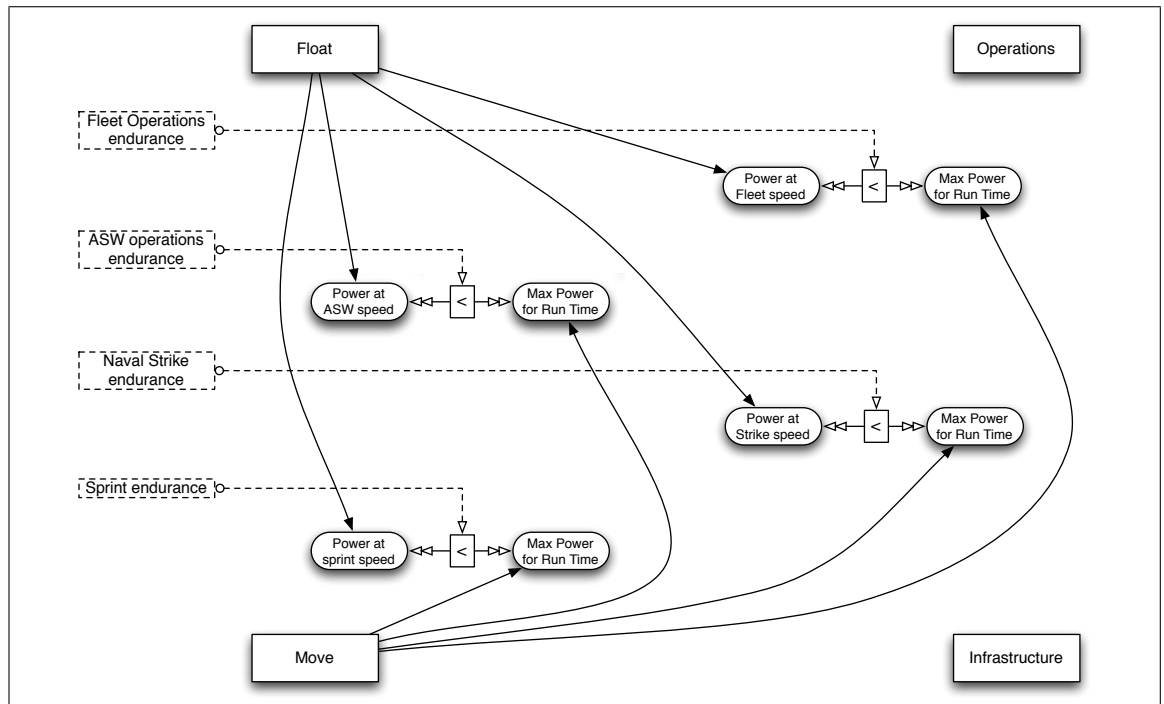 Float
Operations
Fleet Operations
endurance
Power at
Fleet speed
<
Max Power
for Run Time
ASW operations
endurance
Power at
ASW speed
<
Max Power
for Run Time
Naval Strike
endurance
Power at
Strike speed
<
Max Power
for Run Time
Sprint endurance
Power at
sprint speed
<
Max Power
for Run Time
Move
Infrastructure